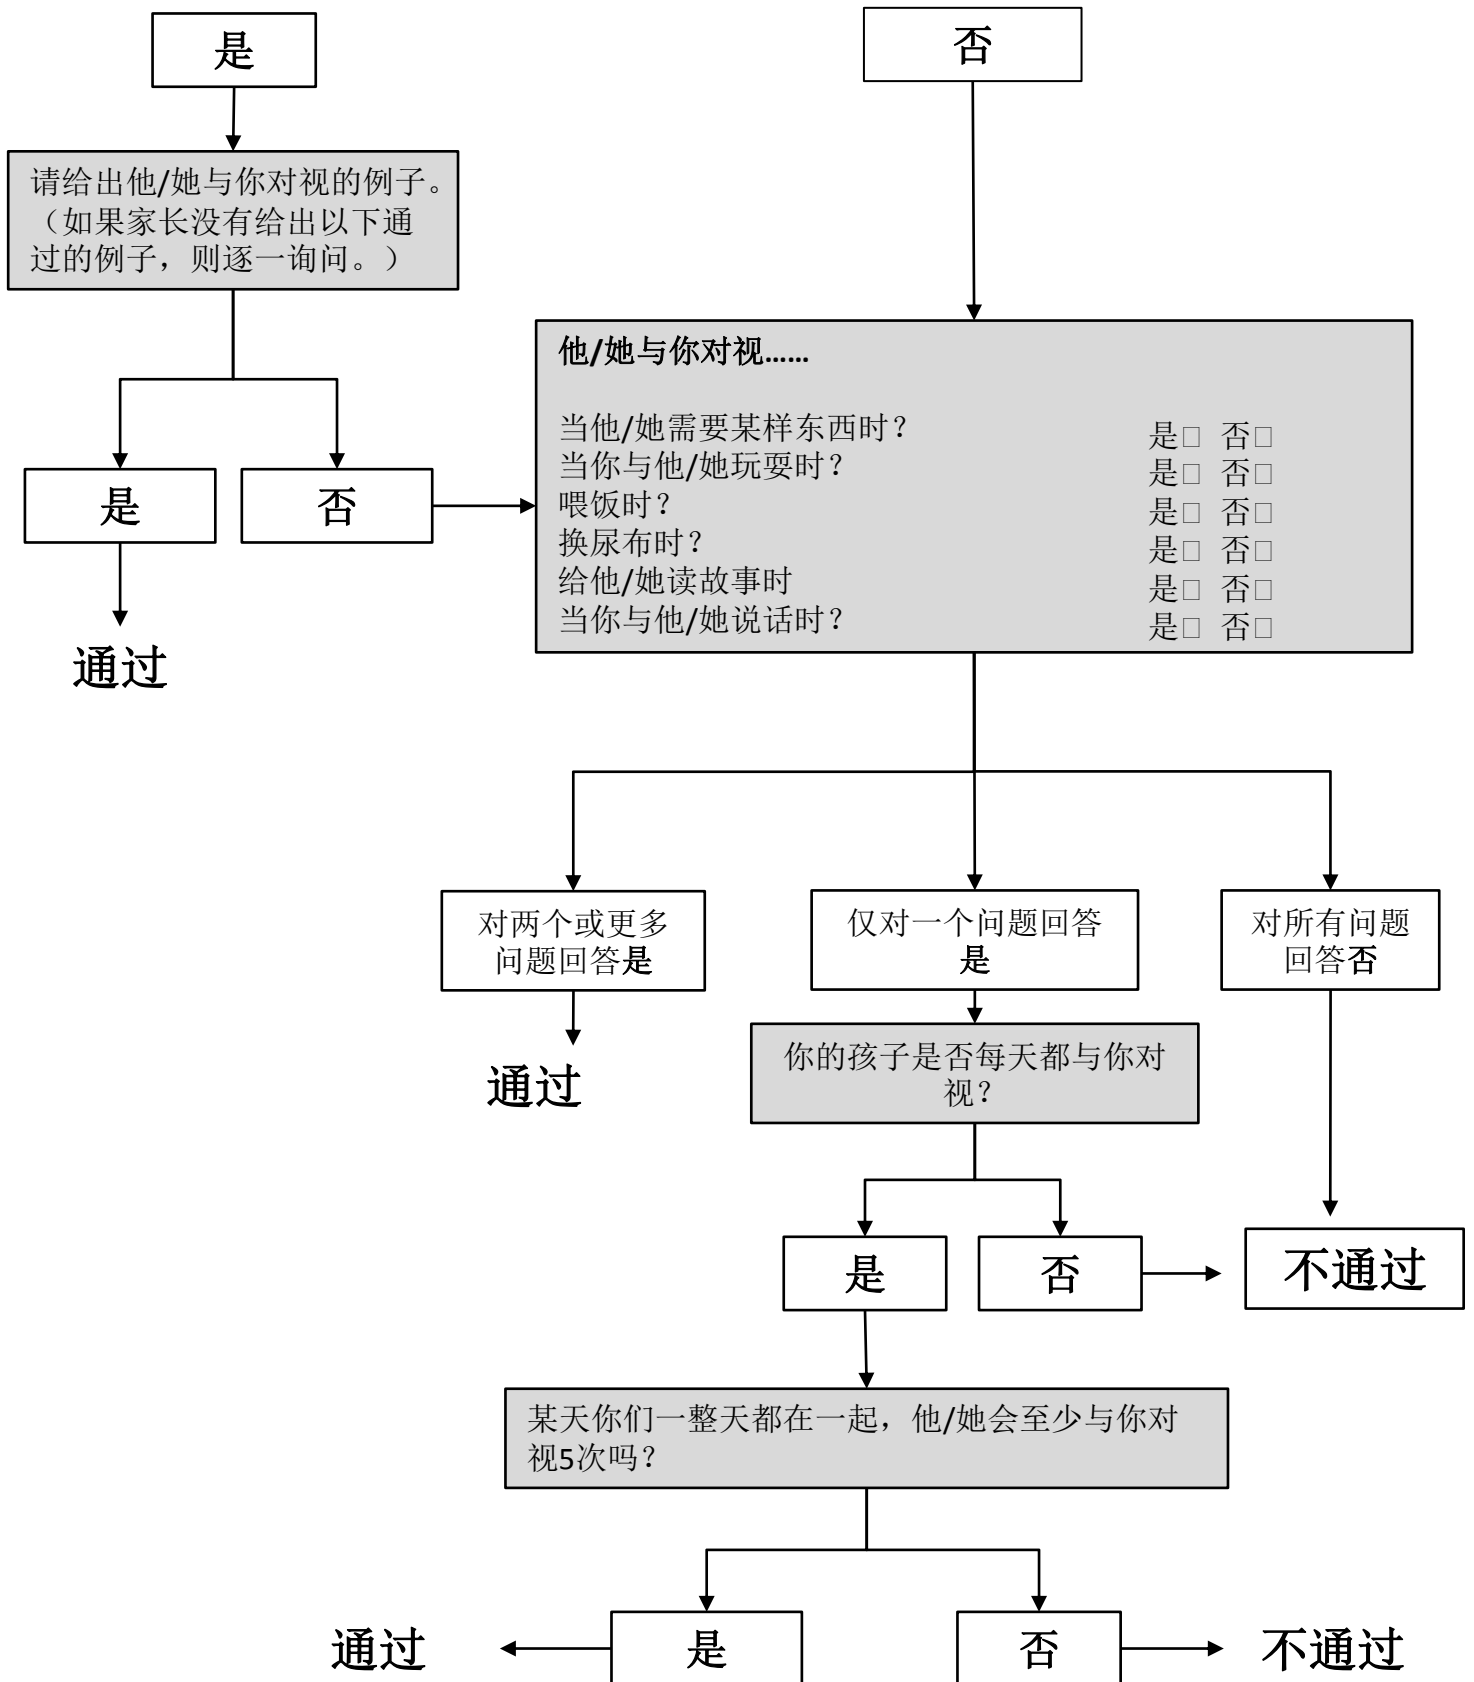 是
否
请给出他/她与你对视的例子。
（如果家长没有给出以下通
过的例子，则逐一询问。）
他/她与你对视……
当他/她需要某样东西时？ 是□ 否□
当你与他/她玩耍时？ 是□ 否□
喂饭时？ 是□ 否□
换尿布时？ 是□ 否□
给他/她读故事时 是□ 否□
当你与他/她说话时？ 是□ 否□
是
否
通过
对两个或更多
问题回答是
仅对一个问题回答
是
对所有问题
回答否
通过
你的孩子是否每天都与你对
视？
是
否
不通过
某天你们一整天都在一起，他/她会至少与你对
视5次吗？
通过
是
否
不通过